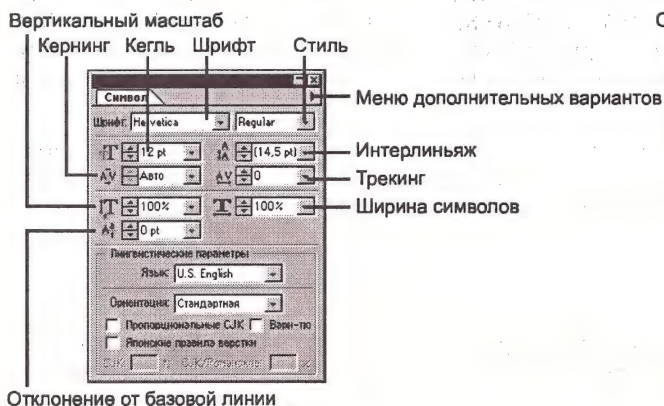 Вертикальный масштаб
Кернинг Кегль Шрифт Стиль
Символ
Меню дополнительных вариантов
Шрифт: Helvetica Regular
12 pt (14,5 pt) Интерлиньяж
Авто 0 Трекинг
100% 100% Ширина символов
0 pt
Лингвистические параметры
Язык: U.S. English
Ориентация: Стандартная
Пропорциональные CJK
Японские правила верстки
Отклонение от базовой линии